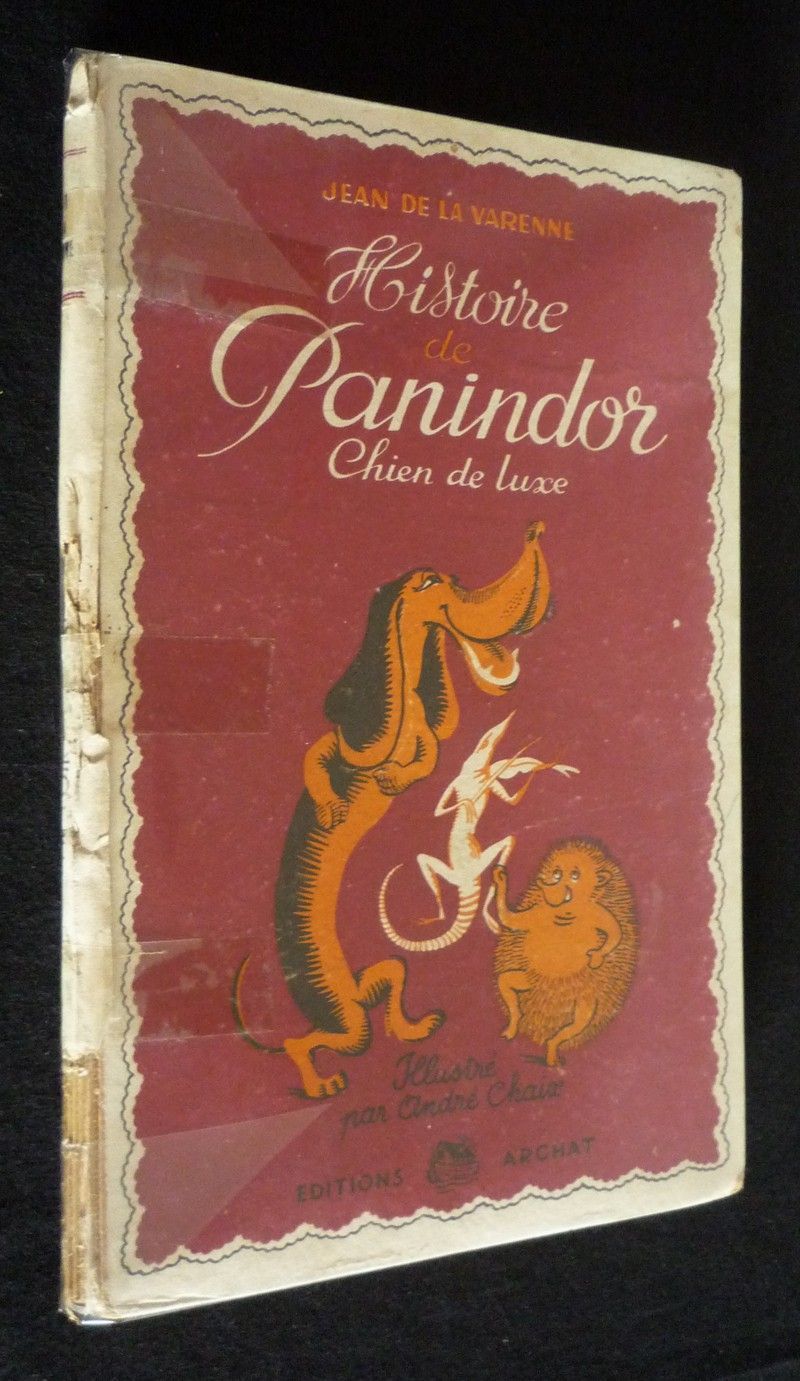 JEAN DE LA VARENNE
Histoire
de
Panindor
Chien de luxe
Illustré
par André Chaix
EDITIONS ARCHAT